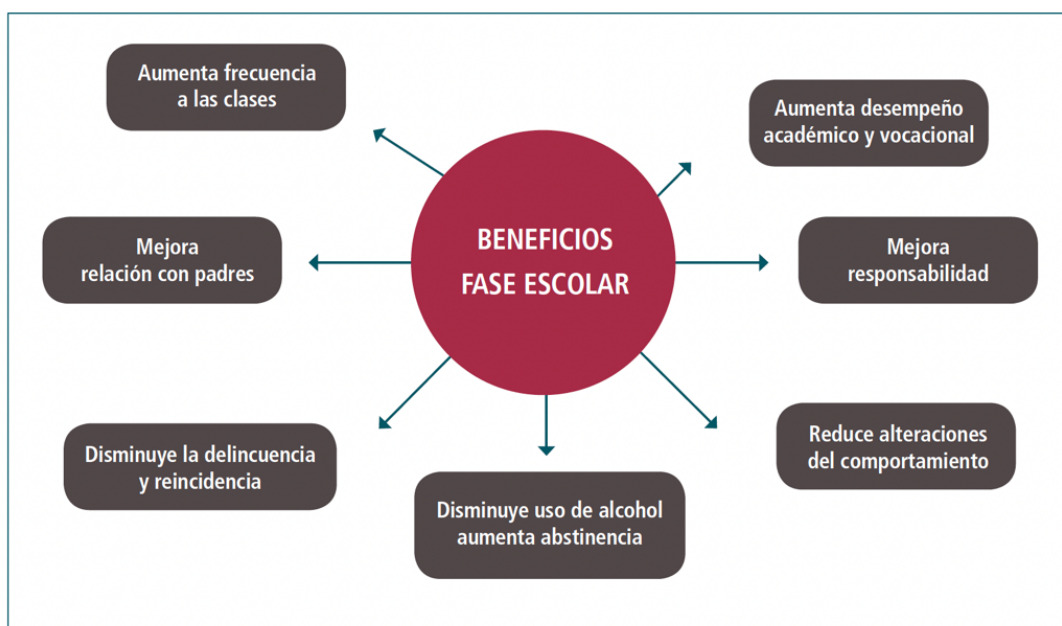 Aumenta frecuencia
a las clases
Aumenta desempeño
académico y vocacional
BENEFICIOS
FASE ESCOLAR
Mejora
relación con padres
Mejora
responsabilidad
Disminuye la delincuencia
y reincidencia
Disminuye uso de alcohol
aumenta abstinencia
Reduce alteraciones
del comportamiento